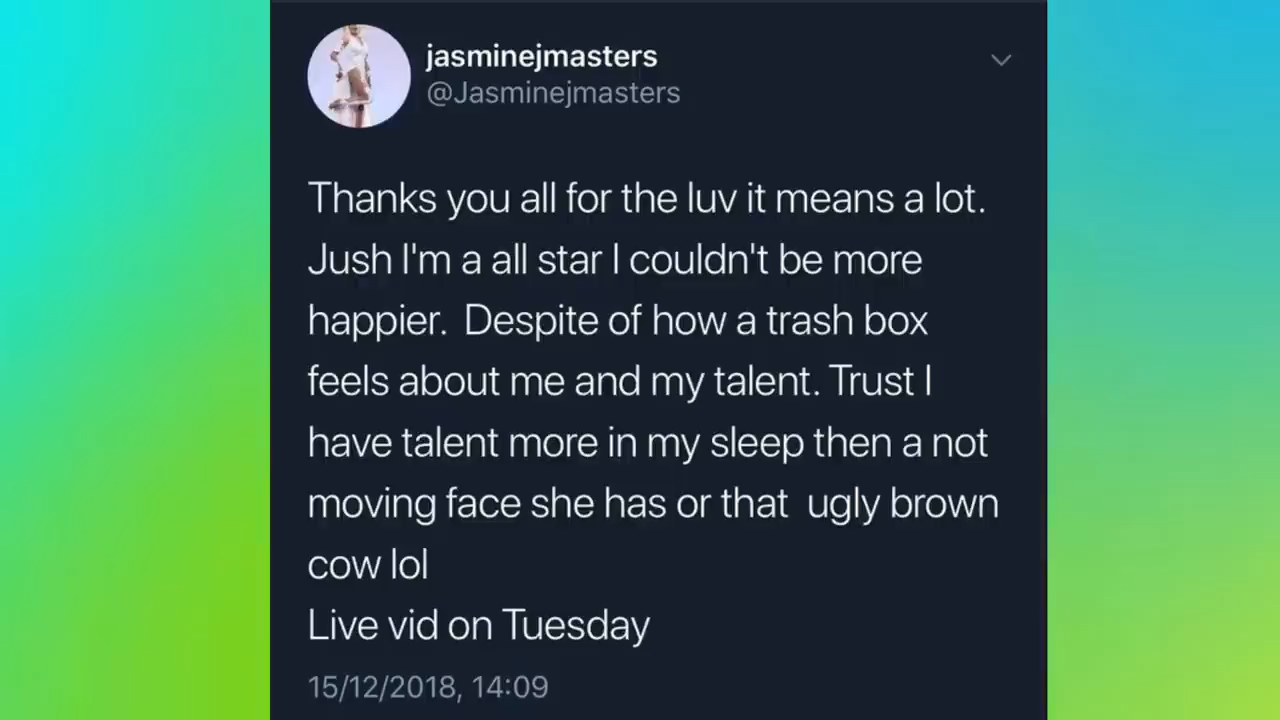 jasminejmasters
@Jasminejmasters
Thanks you all for the luv it means a lot.
Jush I'm a all star I couldn't be more
happier.  Despite of how a trash box
feels about me and my talent. Trust I
have talent more in my sleep then a not
moving face she has or that  ugly brown
cow lol
Live vid on Tuesday
15/12/2018, 14:09